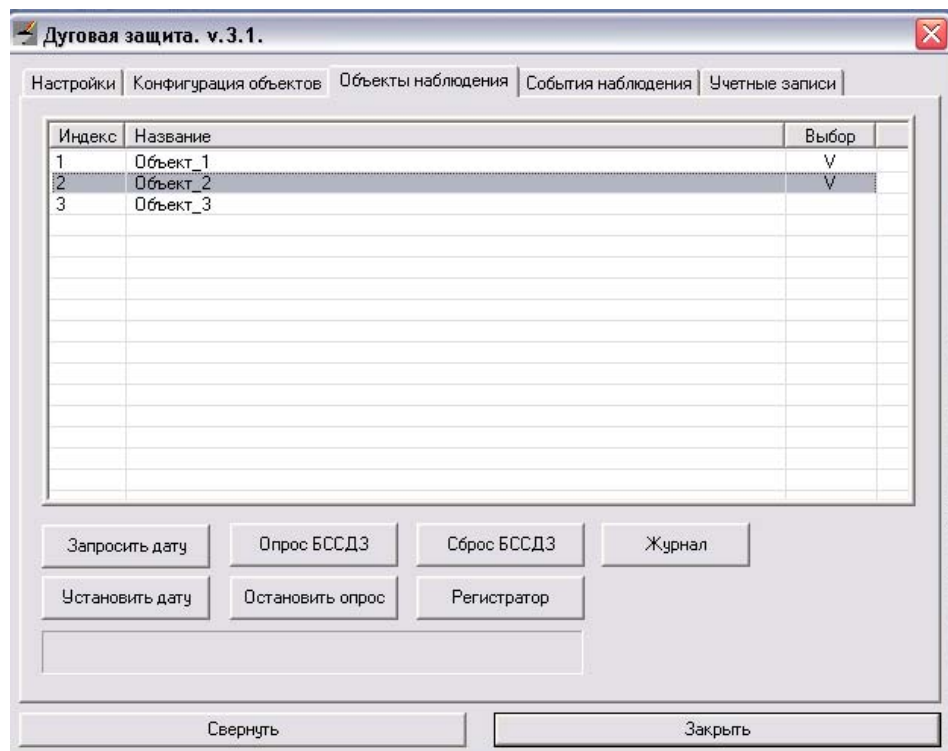 Дуговая защита. v.3.1.
Настройки Конфигурация объектов Объекты наблюдения События наблюдения Учетные записи
Индекс Название Выбор
1 Объект_1 V
2 Объект_2 V
3 Объект_3
Запросить дату Опрос БССДЗ Сброс БССДЗ Журнал
Установить дату Остановить опрос Регистратор
Свернуть Закрыть